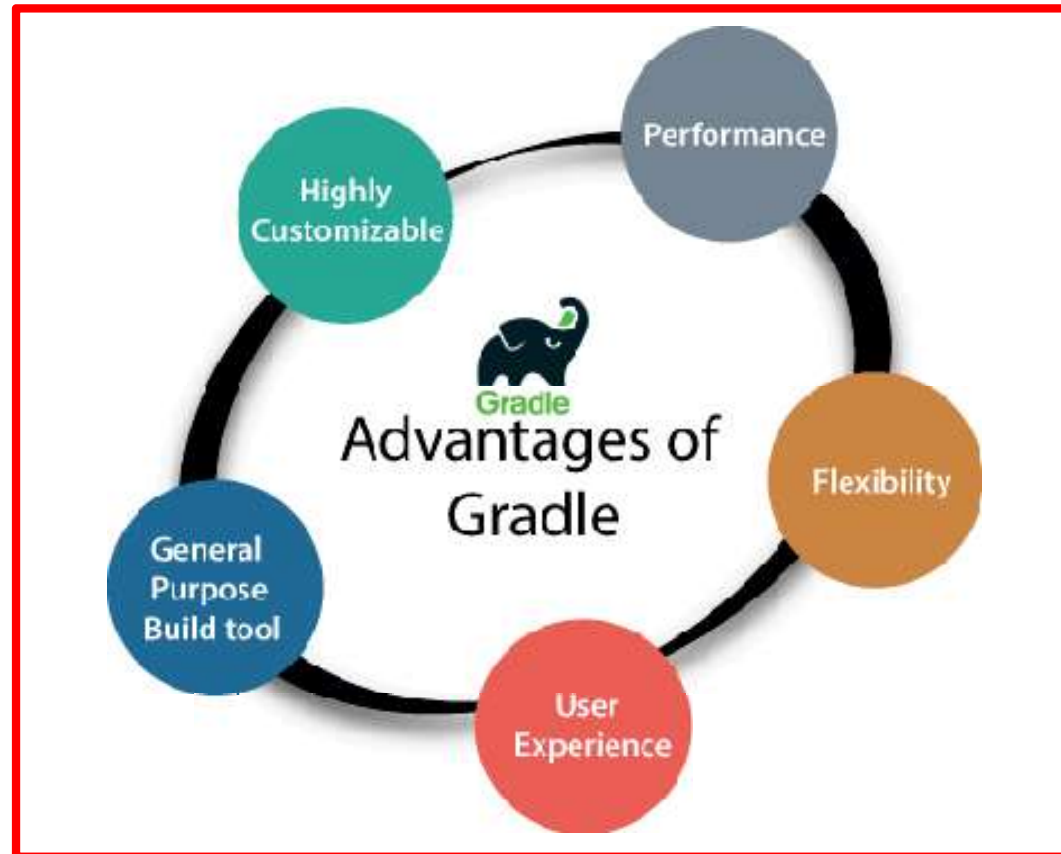 Performance
Highly
Customizable
Gradle
Advantages of
Gradle
Flexibility
General
Purpose
Build tool
User
Experience